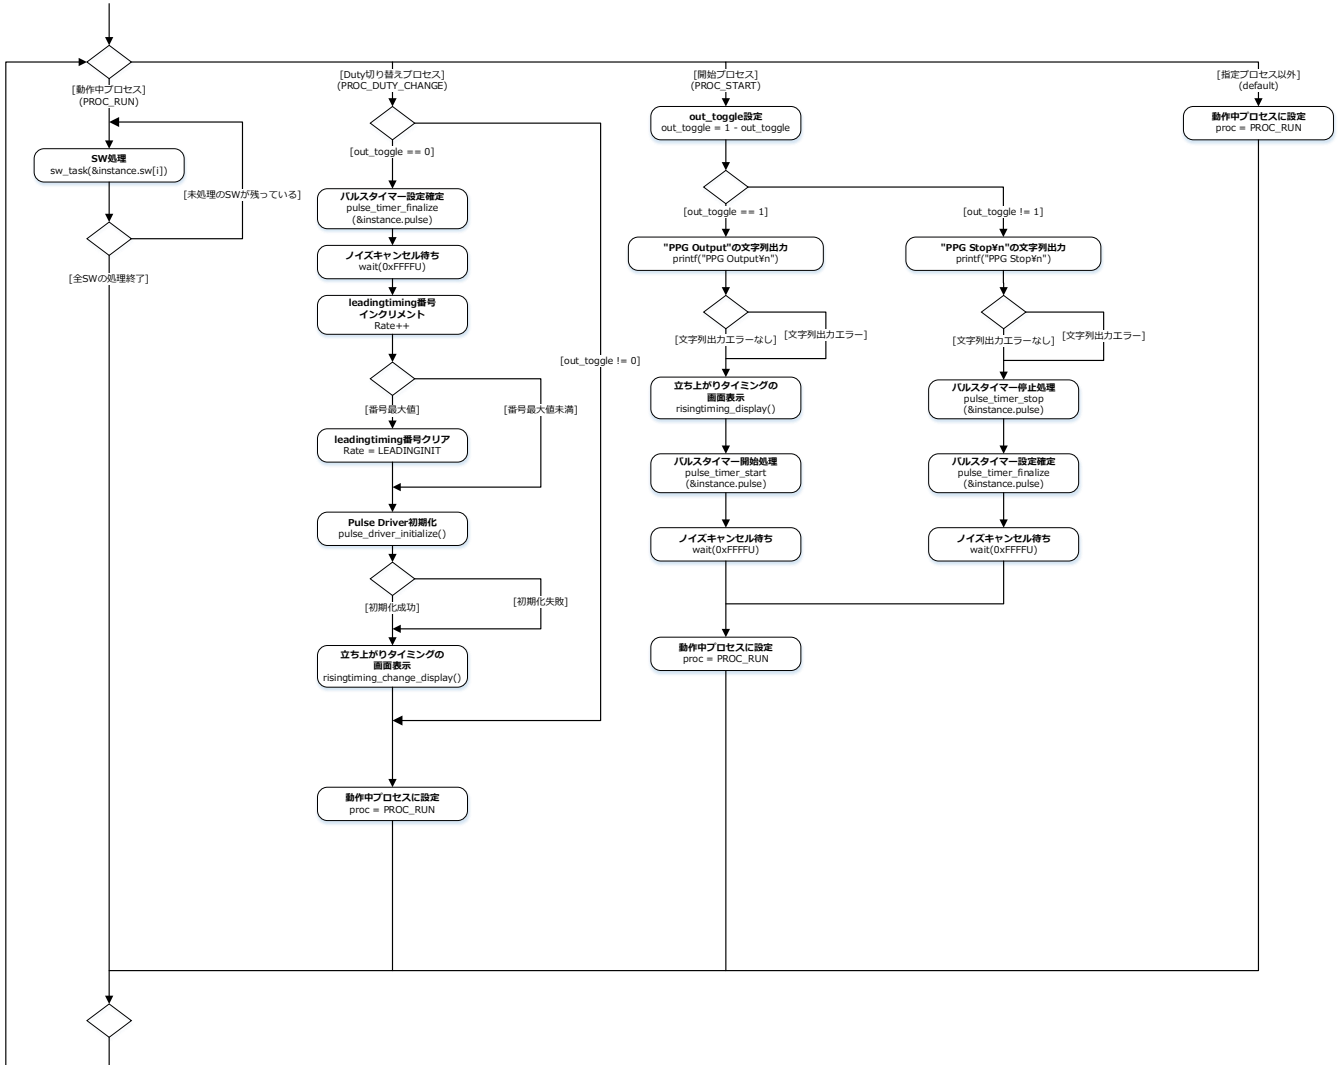 [動作中プロセス]
(PROC_RUN)
SW処理
sw_task(&instance.sw[i])
[未処理のSWが残っている]
[全SWの処理終了]
[Duty切り替えプロセス]
(PROC_DUTY_CHANGE)
[out_toggle == 0]
パルスタイマー設定確定
pulse_timer_finalize
(&instance.pulse)
ノイズキャンセル待ち
wait(0xFFFFU)
leadingtiming番号
インクリメント
Rate++
[out_toggle != 0]
[番号最大値]
[番号最大値未満]
leadingtiming番号クリア
Rate = LEADINGINIT
Pulse Driver初期化
pulse_driver_initialize()
[初期化成功]
[初期化失敗]
立ち上がりタイミングの
画面表示
risingtiming_change_display()
動作中プロセスに設定
proc = PROC_RUN
[開始プロセス]
(PROC_START)
out_toggle設定
out_toggle = 1 - out_toggle
[out_toggle == 1]
"PPG Output"の文字列出力
printf("PPG Output¥n")
[文字列出力エラーなし]
[文字列出力エラー]
立ち上がりタイミングの
画面表示
risingtiming_display()
パルスタイマー開始処理
pulse_timer_start
(&instance.pulse)
ノイズキャンセル待ち
wait(0xFFFFU)
動作中プロセスに設定
proc = PROC_RUN
[out_toggle != 1]
"PPG Stop¥n"の文字列出力
printf("PPG Stop¥n")
[文字列出力エラーなし]
[文字列出力エラー]
パルスタイマー停止処理
pulse_timer_stop
(&instance.pulse)
パルスタイマー設定確定
pulse_timer_finalize
(&instance.pulse)
ノイズキャンセル待ち
wait(0xFFFFU)
[指定プロセス以外]
(default)
動作中プロセスに設定
proc = PROC_RUN